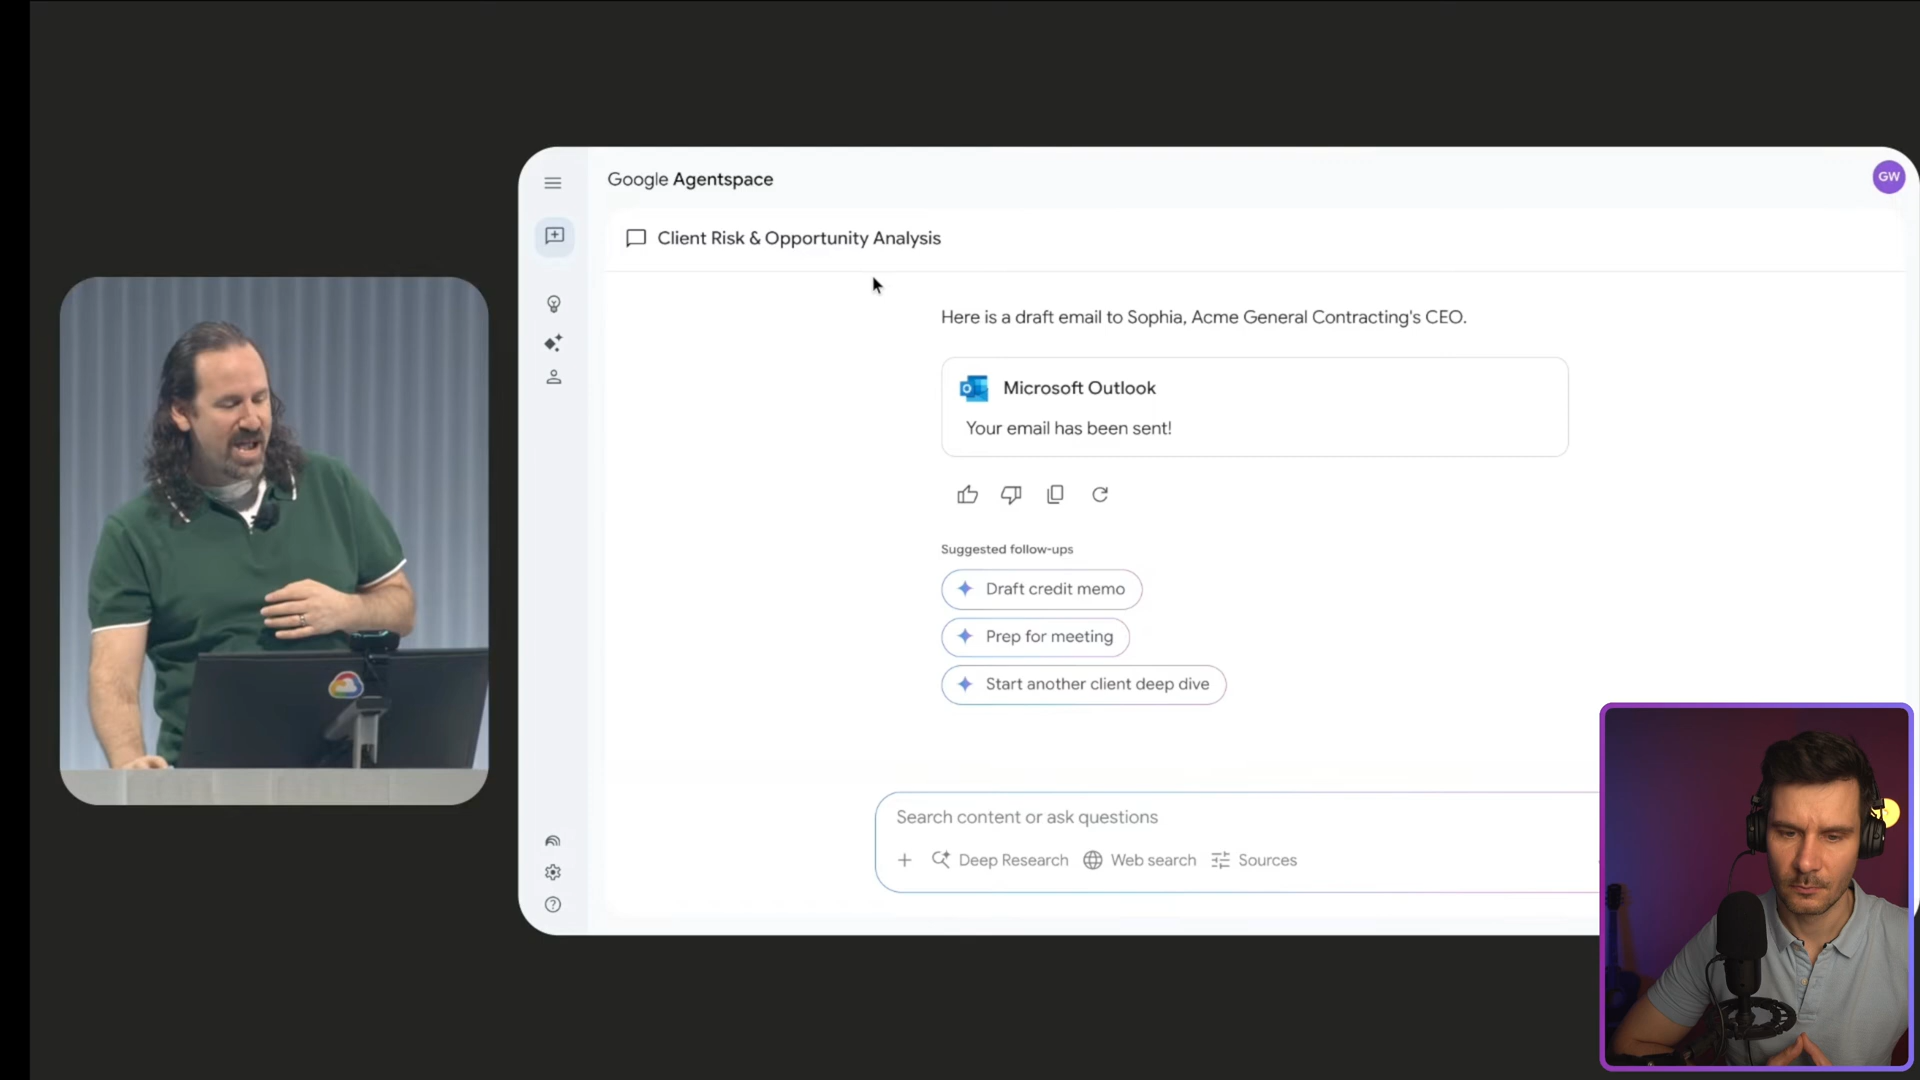 Google Agentspace
GW
Client Risk & Opportunity Analysis
Here is a draft email to Sophia, Acme General Contracting's CEO.
Microsoft Outlook
Your email has been sent!
Suggested follow-ups
Draft credit memo
Prep for meeting
Start another client deep dive
Search content or ask questions
Deep Research
Web search
Sources